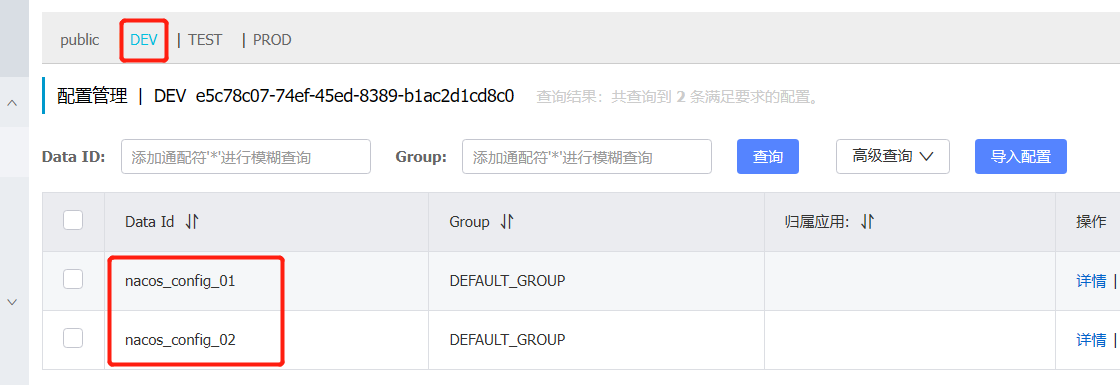 public DEV | TEST | PROD
配置管理 | DEV e5c78c07-74ef-45ed-8389-b1ac2d1cd8c0 查询结果：共查询到 2 条满足要求的配置。
Data ID: 添加通配符'*'进行模糊查询 Group: 添加通配符'*'进行模糊查询 查询 高级查询 导入配置
Data Id Group 归属应用: 操作
nacos_config_01 DEFAULT_GROUP 详情 |
nacos_config_02 DEFAULT_GROUP 详情 |